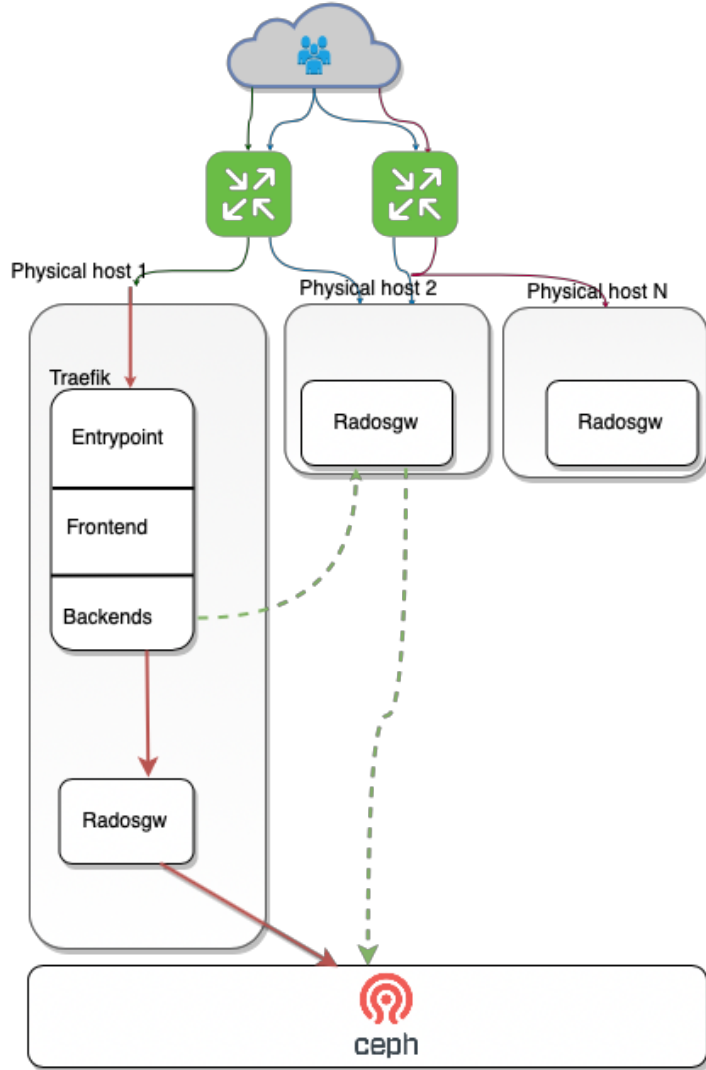 Physical host 1
Physical host 2
Physical host N
Traefik
Entrypoint
Frontend
Backends
Radosgw
Radosgw
Radosgw
ceph